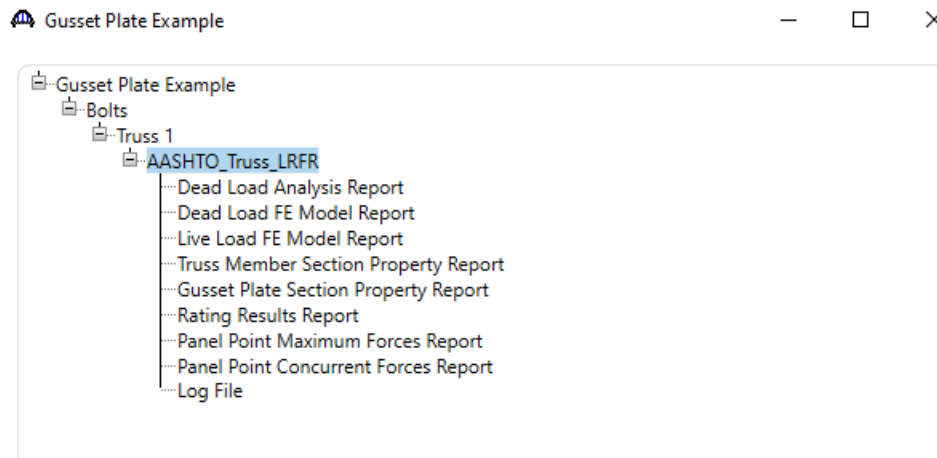 Gusset Plate Example
Gusset Plate Example
Bolts
Truss 1
AASHTO_Truss_LRFR
Dead Load Analysis Report
Dead Load FE Model Report
Live Load FE Model Report
Truss Member Section Property Report
Gusset Plate Section Property Report
Rating Results Report
Panel Point Maximum Forces Report
Panel Point Concurrent Forces Report
Log File